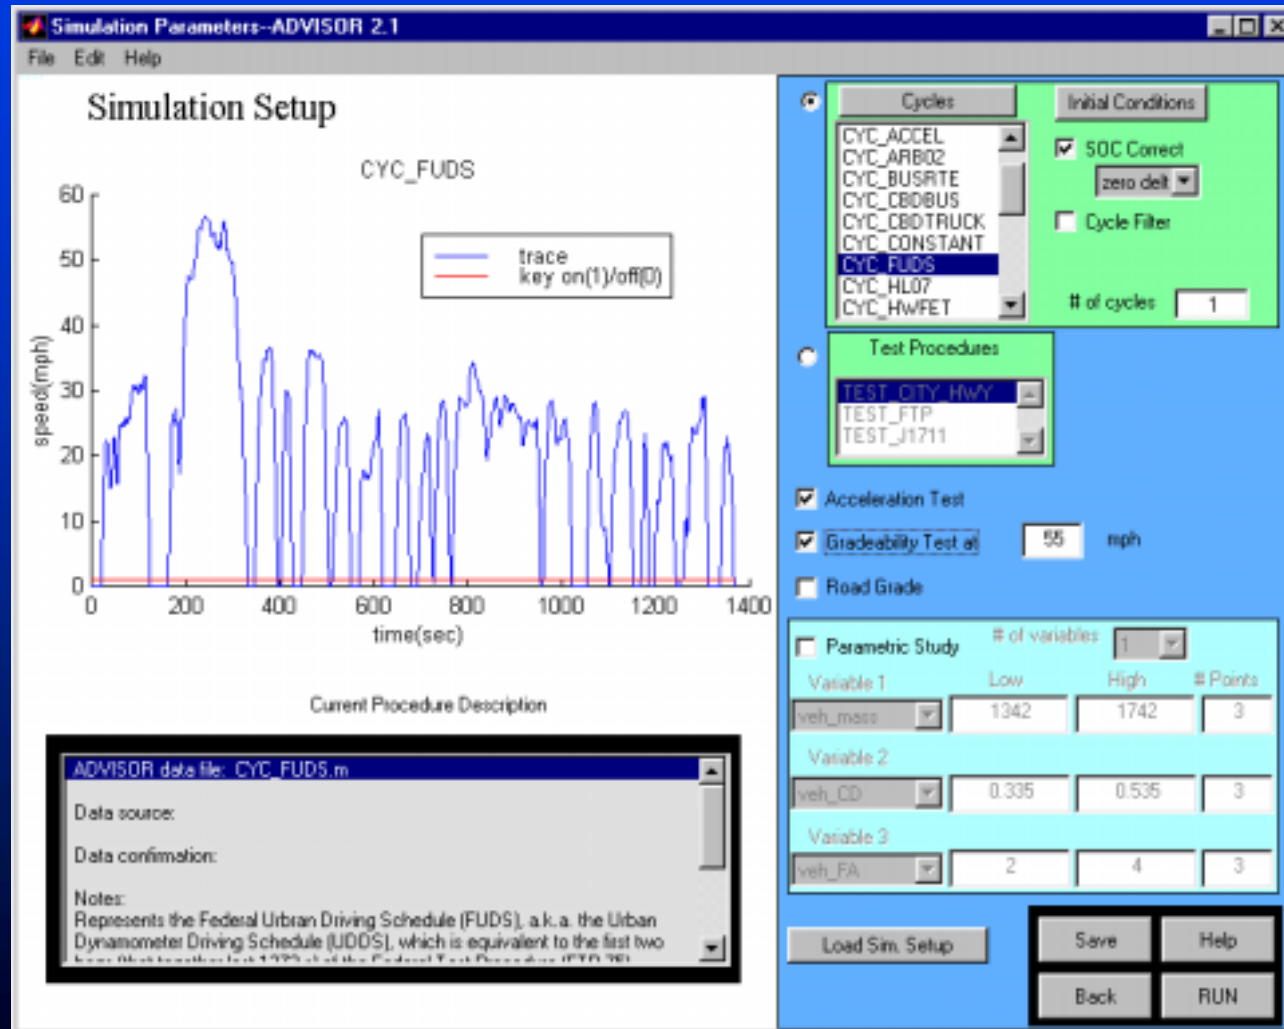 Simulation Parameters--ADVISOR 2.1
File Edit Help
Simulation Setup
CYC_FUDS
60
50
40
30
20
10
0
speed(mph)
trace
key on(1)/off(0)
0 200 400 600 800 1000 1200 1400
time(sec)
Current Procedure Description
ADVISOR data file: CYC_FUDS.m
Data source:
Data confirmation:
Notes:
Represents the Federal Urbran Driving Schedule (FUDS), a.k.a. the Urban
Dynamometer Driving Schedule (UDDS), which is equivalent to the first two
Cycles
CYC_ACCEL
CYC_ARB02
CYC_BUSRTE
CYC_CBDBUS
CYC_CBDTRUCK
CYC_CONSTANT
CYC_FUDS
CYC_HL07
CYC_HWFET
Initial Conditions
SOC Correct
zero delt
Cycle Filter
# of cycles 1
Test Procedures
TEST_CITY_HWY
TEST_FTP
TEST_J1711
Acceleration Test
Gradeability Test at 55 mph
Road Grade
Parametric Study # of variables 1
Variable 1 Low High # Points
veh_mass 1342 1742 3
Variable 2
veh_CD 0.335 0.535 3
Variable 3
veh_FA 2 4 3
Load Sim. Setup
Save Help
Back RUN